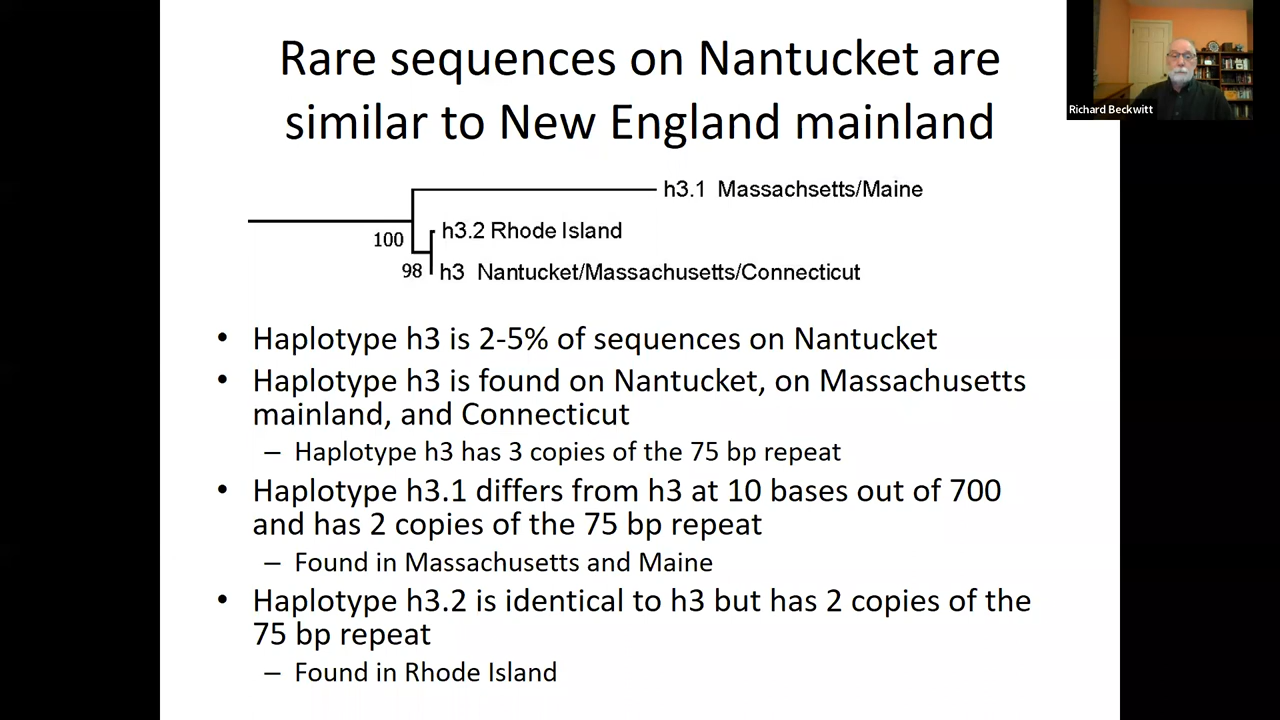 Rare sequences on Nantucket are
similar to New England mainland
Richard Beckwitt
h3.1 Massachsetts/Maine
100
h3.2 Rhode Island
98
h3 Nantucket/Massachusetts/Connecticut
• Haplotype h3 is 2-5% of sequences on Nantucket
• Haplotype h3 is found on Nantucket, on Massachusetts
mainland, and Connecticut
– Haplotype h3 has 3 copies of the 75 bp repeat
• Haplotype h3.1 differs from h3 at 10 bases out of 700
and has 2 copies of the 75 bp repeat
– Found in Massachusetts and Maine
• Haplotype h3.2 is identical to h3 but has 2 copies of the
75 bp repeat
– Found in Rhode Island